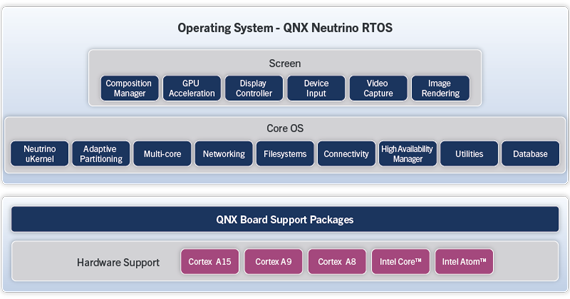 Operating System - QNX Neutrino RTOS
Screen
Composition Manager
GPU Acceleration
Display Controller
Device Input
Video Capture
Image Rendering
Core OS
Neutrino uKernel
Adaptive Partitioning
Multi-core
Networking
Filesystems
Connectivity
High Availability Manager
Utilities
Database
QNX Board Support Packages
Hardware Support
Cortex A15
Cortex A9
Cortex A8
Intel Core™
Intel Atom™